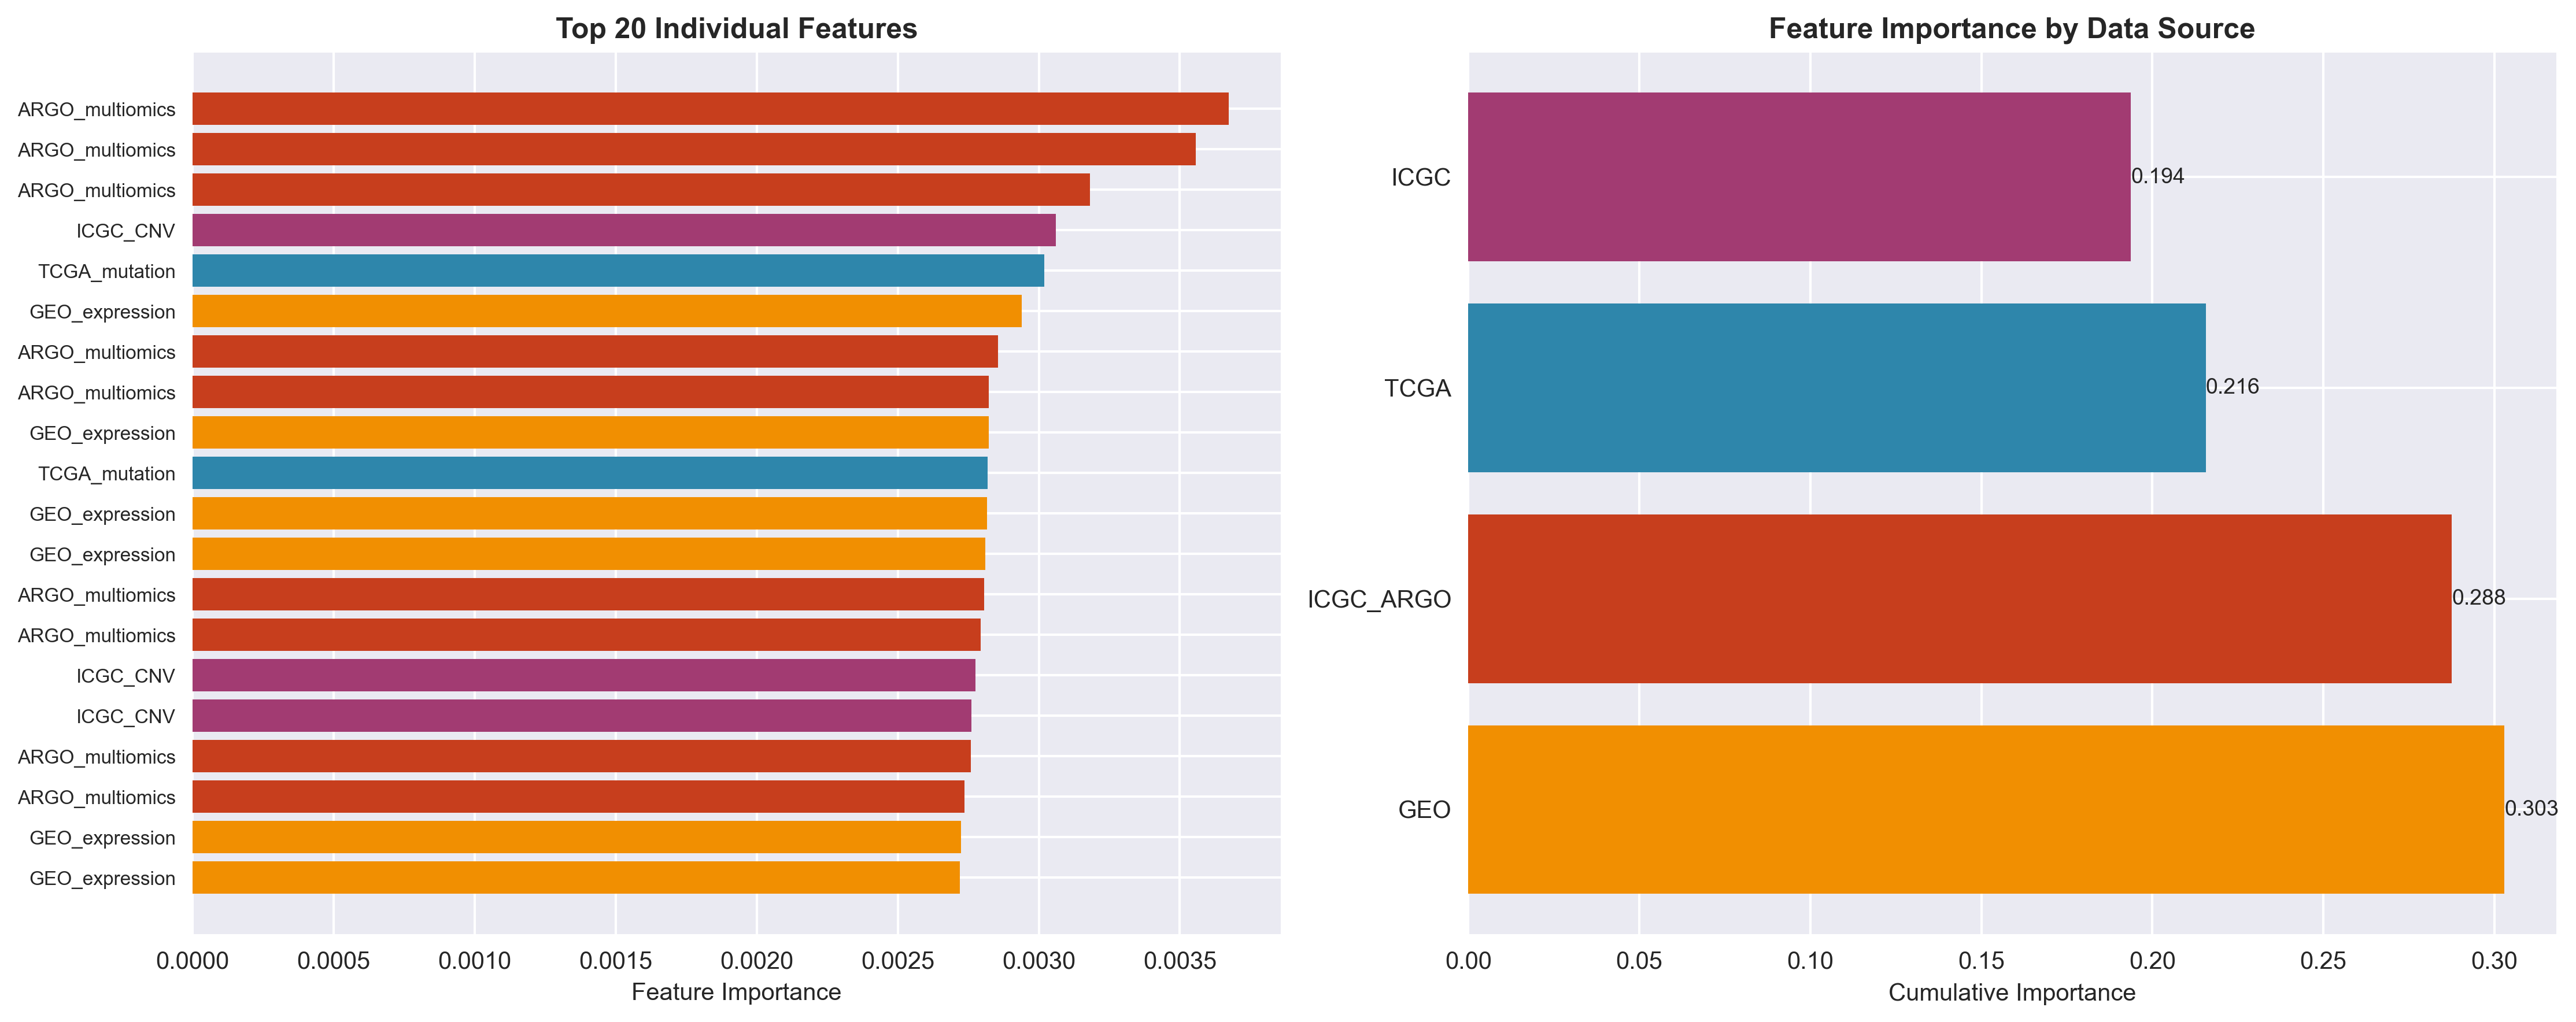 Top 20 Individual Features
ARGO_multiomics
ARGO_multiomics
ARGO_multiomics
ICGC_CNV
TCGA_mutation
GEO_expression
ARGO_multiomics
ARGO_multiomics
GEO_expression
TCGA_mutation
GEO_expression
GEO_expression
ARGO_multiomics
ARGO_multiomics
ICGC_CNV
ICGC_CNV
ARGO_multiomics
ARGO_multiomics
GEO_expression
GEO_expression
0.0000 0.0005 0.0010 0.0015 0.0020 0.0025 0.0030 0.0035
Feature Importance
Feature Importance by Data Source
ICGC 0.194
TCGA 0.216
ICGC_ARGO 0.288
GEO 0.303
0.00 0.05 0.10 0.15 0.20 0.25 0.30
Cumulative Importance